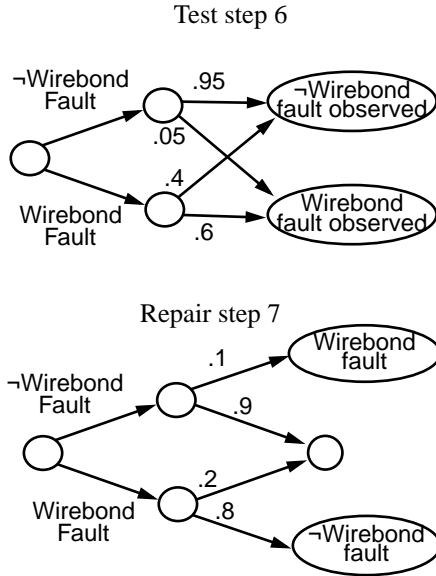 Test step 6
¬Wirebond
Fault
.95
¬Wirebond
fault observed
.05
.4
Wirebond
Fault
.6
Wirebond
fault observed
Repair step 7
.1
Wirebond
fault
¬Wirebond
Fault
.9
.2
Wirebond
Fault
.8
¬Wirebond
fault